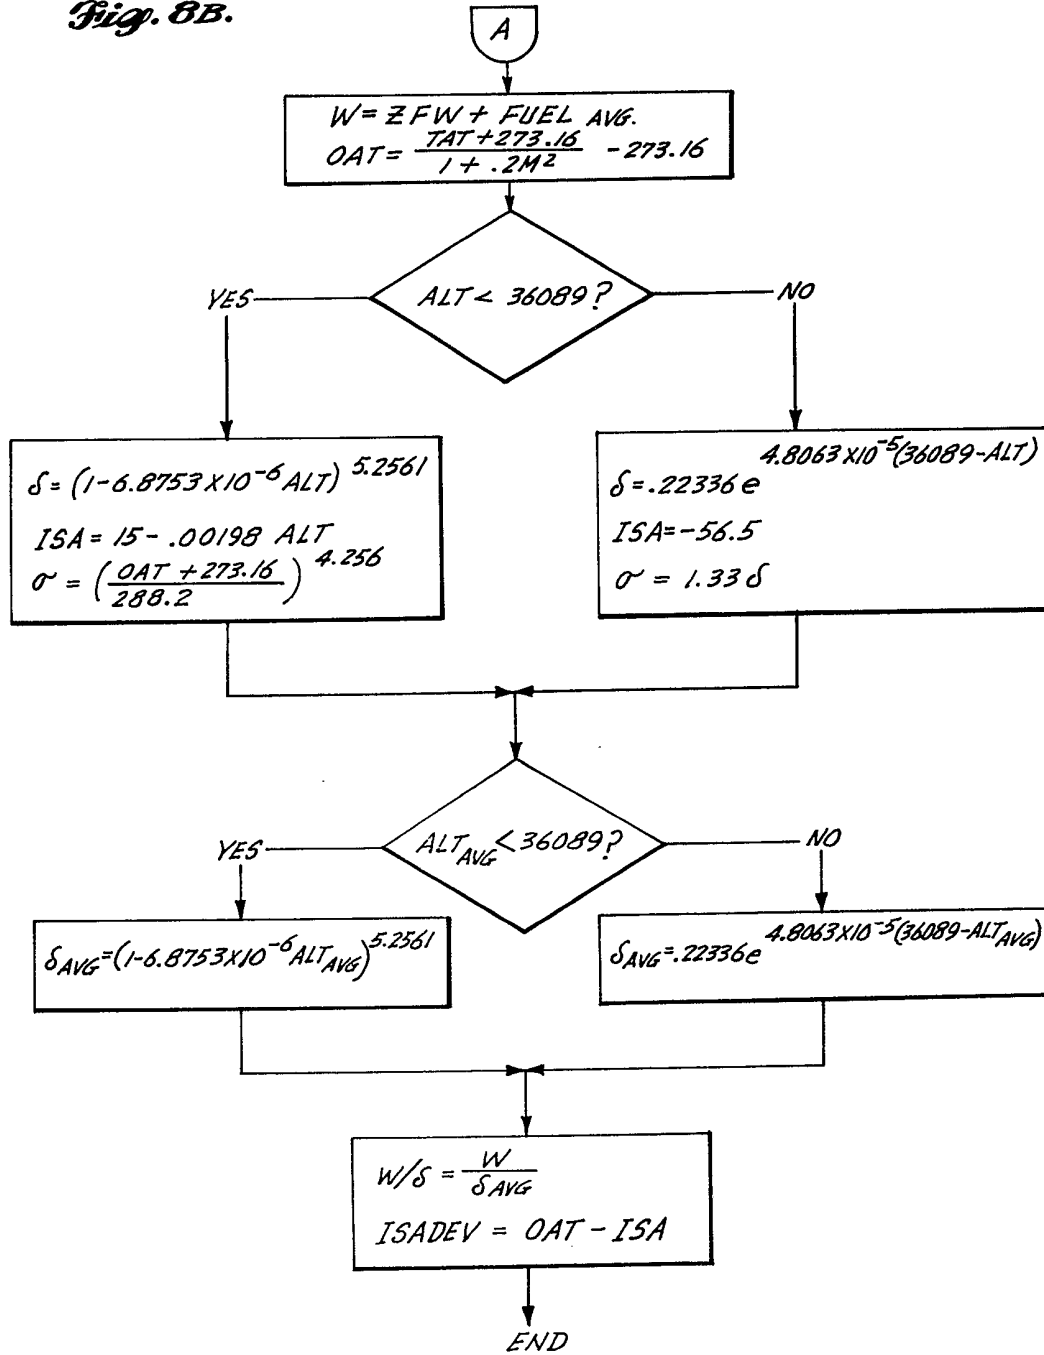 Fig. 8B.
A
W = ZFW + FUEL AVG.
OAT = (TAT + 273.16) / (1 + .2M²) - 273.16
ALT < 36089?
YES
NO
δ = (1 - 6.8753 X 10⁻⁶ ALT)^5.2561
ISA = 15 - .00198 ALT
σ = ((OAT + 273.16) / 288.2)^4.256
δ = .22336 e^4.8063 X 10⁻⁵(36089 - ALT)
ISA = -56.5
σ = 1.33 δ
ALT_AVG < 36089?
YES
NO
δ_AVG = (1 - 6.8753 X 10⁻⁶ ALT_AVG)^5.2561
δ_AVG = .22336 e^4.8063 X 10⁻⁵(36089 - ALT_AVG)
W/δ = W / δ_AVG
ISADEV = OAT - ISA
END